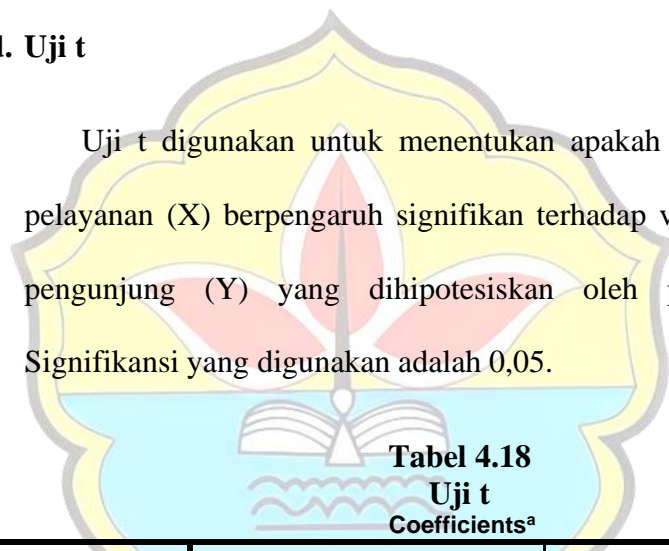 . Uji t
Uji t digunakan untuk menentukan apakah
pelayanan (X) berpengaruh signifikan terhadap
pengunjung (Y) yang dihipotesiskan oleh
Signifikansi yang digunakan adalah 0,05.
Tabel 4.18
Uji t
Coefficientsᵃ